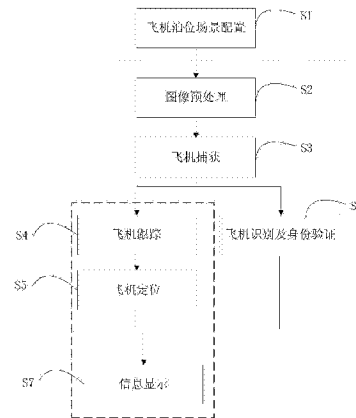 飞机泊位场景配置
S1
图像预处理
S2
飞机捕获
S3
S4
飞机跟踪
S
飞机识别及身份验证
S5
飞机定位
S7
信息显示